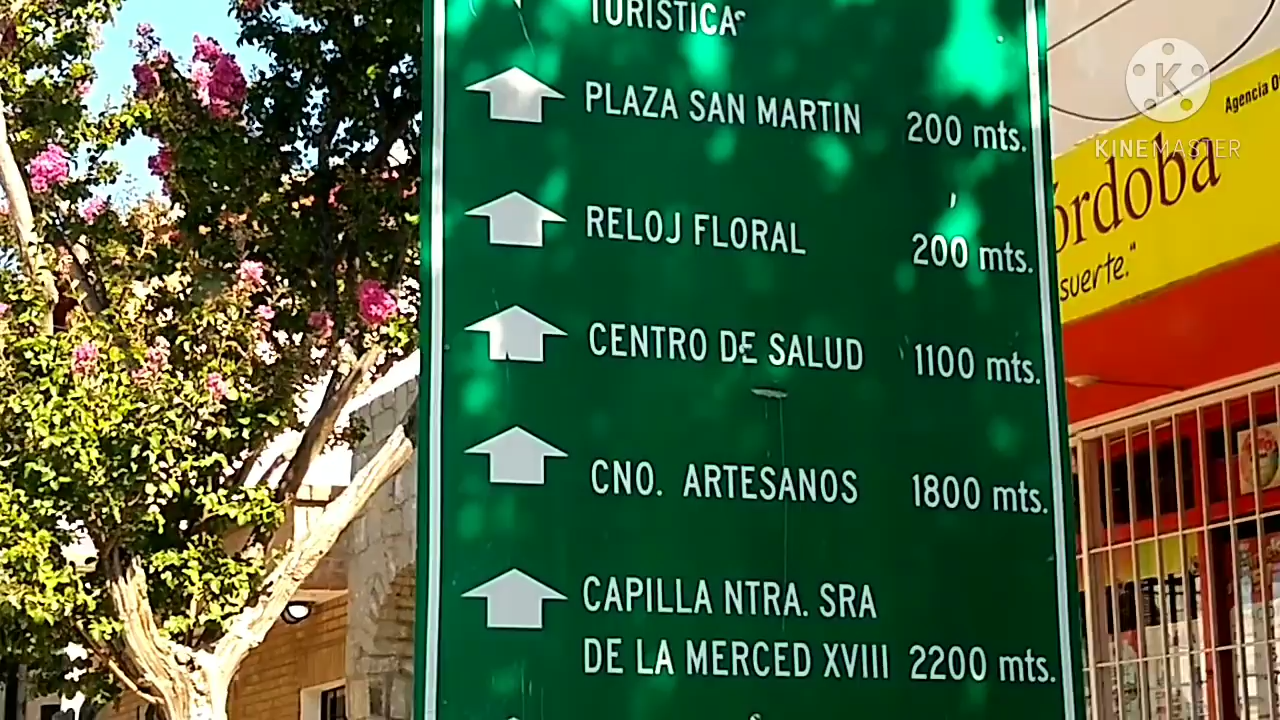 TURISTICA
PLAZA SAN MARTIN 200 mts.
RELOJ FLORAL 200 mts.
CENTRO DE SALUD 1100 mts.
CNO. ARTESANOS 1800 mts.
CAPILLA NTRA. SRA
DE LA MERCED XVIII 2200 mts.
Agencia
órdoba
suerte."
K
KINEMASTER